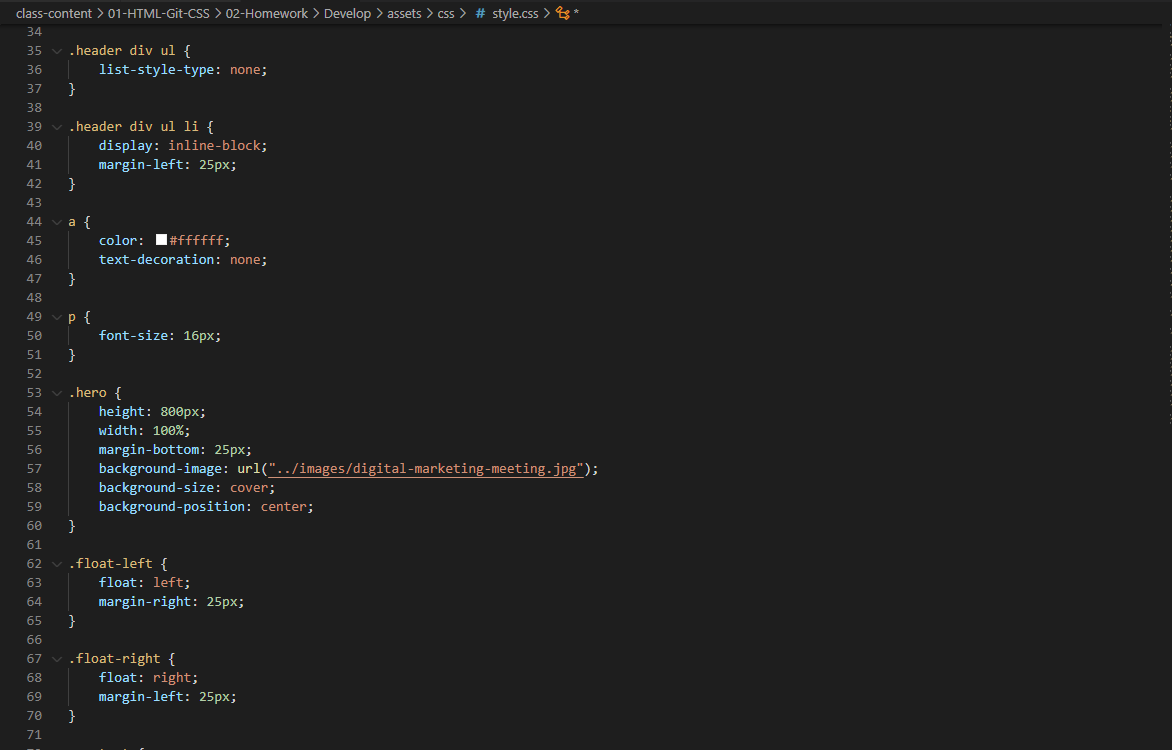 class-content > 01-HTML-Git-CSS > 02-Homework > Develop > assets > css > # style.css > *
34
35 .header div ul {
36 list-style-type: none;
37 }
38
39 .header div ul li {
40 display: inline-block;
41 margin-left: 25px;
42 }
43
44 a {
45 color: #ffffff;
46 text-decoration: none;
47 }
48
49 p {
50 font-size: 16px;
51 }
52
53 .hero {
54 height: 800px;
55 width: 100%;
56 margin-bottom: 25px;
57 background-image: url("../images/digital-marketing-meeting.jpg");
58 background-size: cover;
59 background-position: center;
60 }
61
62 .float-left {
63 float: left;
64 margin-right: 25px;
65 }
66
67 .float-right {
68 float: right;
69 margin-left: 25px;
70 }
71